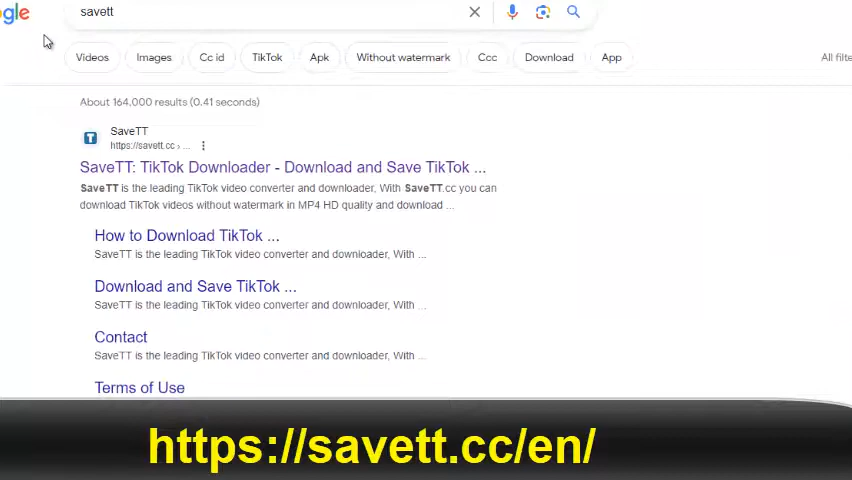 gle
savett
Videos Images Cc id TikTok Apk Without watermark Ccc Download App All filte
About 164,000 results (0.41 seconds)
T SaveTT
https://savett.cc › ...
SaveTT: TikTok Downloader - Download and Save TikTok ...
SaveTT is the leading TikTok video converter and downloader, With SaveTT.cc you can
download TikTok videos without watermark in MP4 HD quality and download ...
How to Download TikTok ...
SaveTT is the leading TikTok video converter and downloader, With ...
Download and Save TikTok ...
SaveTT is the leading TikTok video converter and downloader, With ...
Contact
SaveTT is the leading TikTok video converter and downloader, With ...
Terms of Use
https://savett.cc/en/